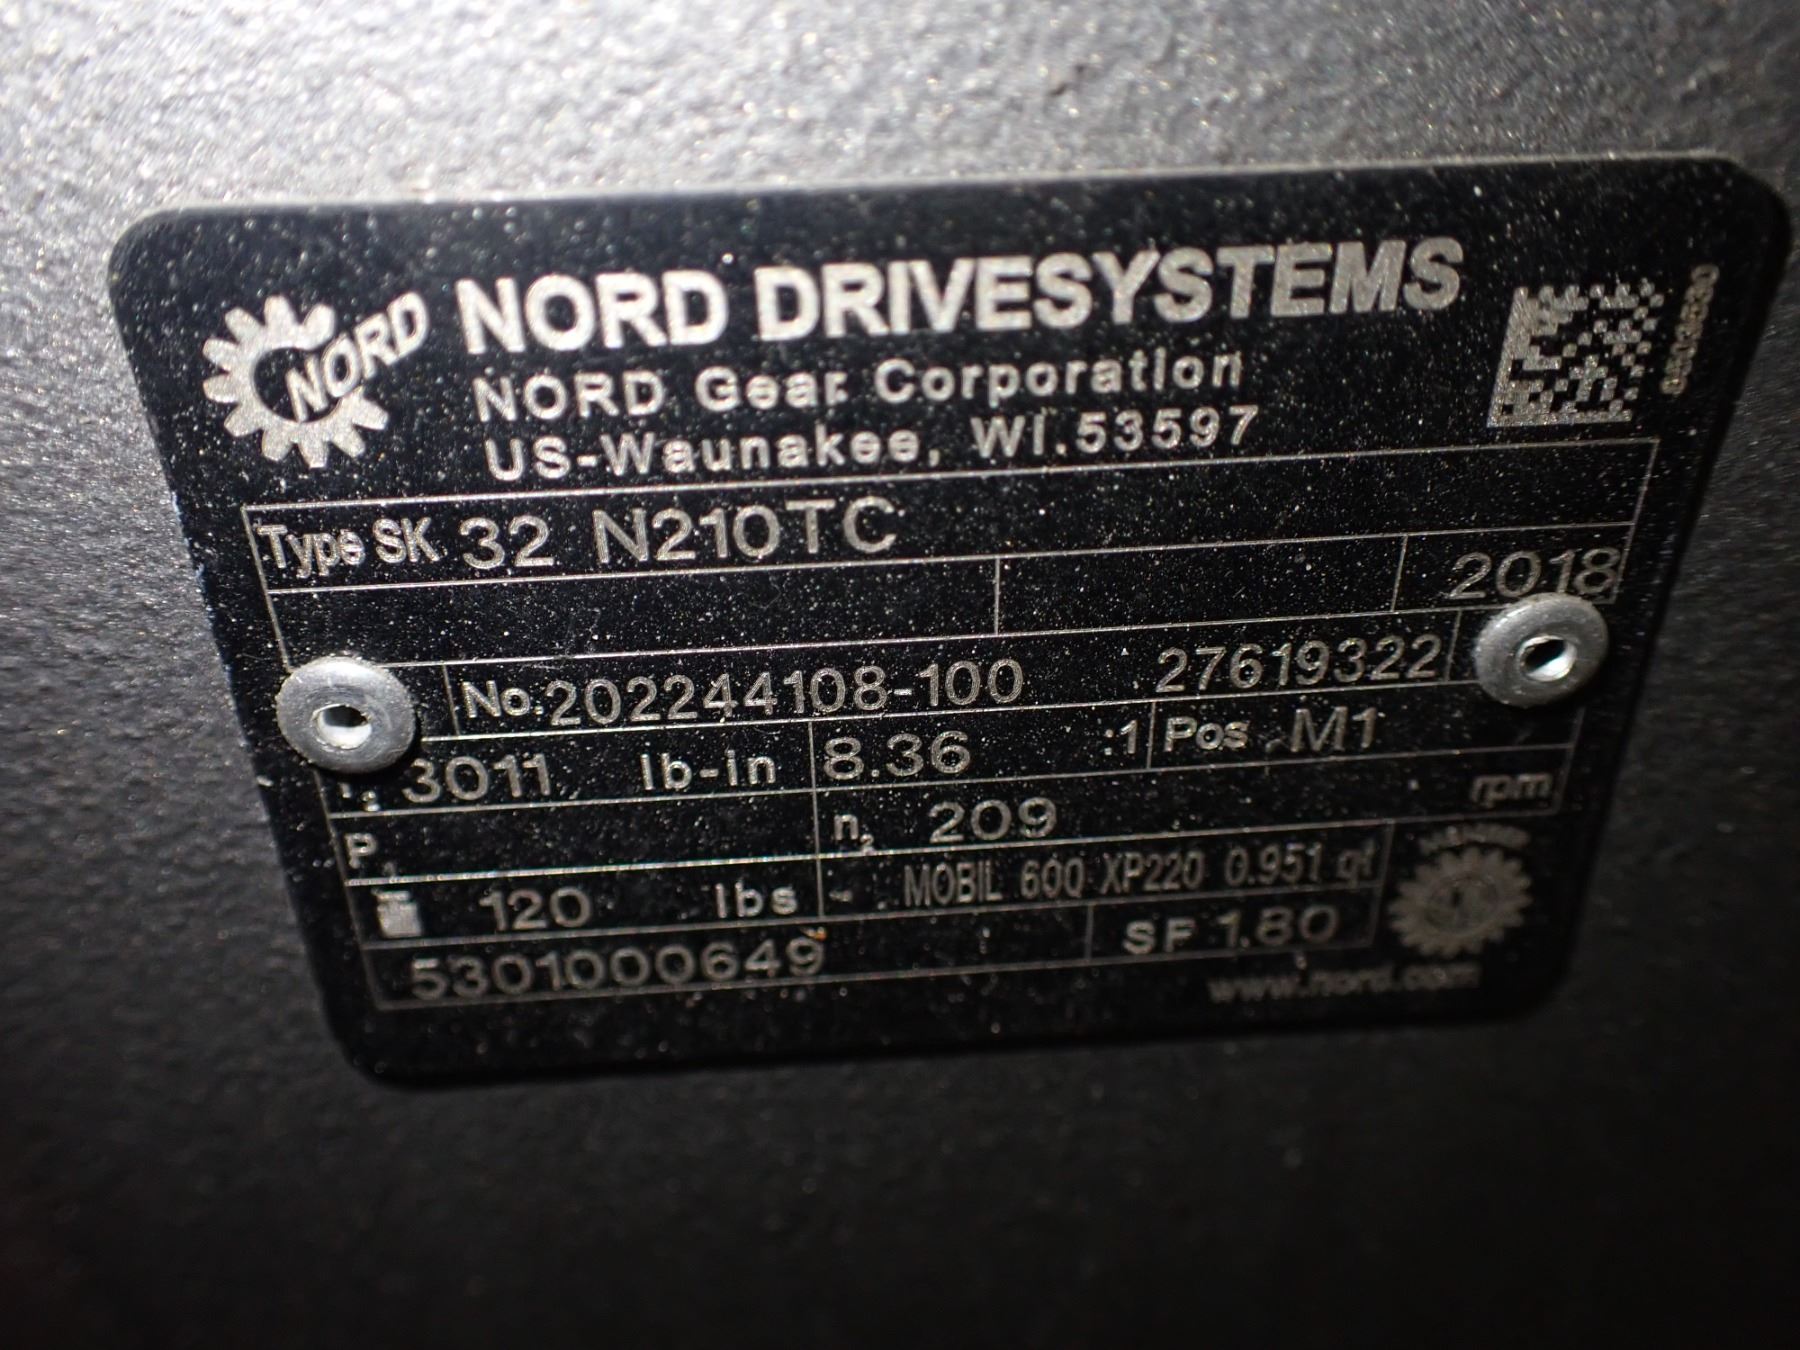 NORD
NORD DRIVESYSTEMS
NORD Gear Corporation
US-Waunakee, WI.53597
Type SK 32 N210TC
2018
No. 202244108-100 27619322
3011 lb-in 8.36 :1 Pos M1
P₁ n₂ 209 rpm
120 lbs MOBIL 600 XP220 0.951 qt
5301000649 SF 1.80
www.nord.com